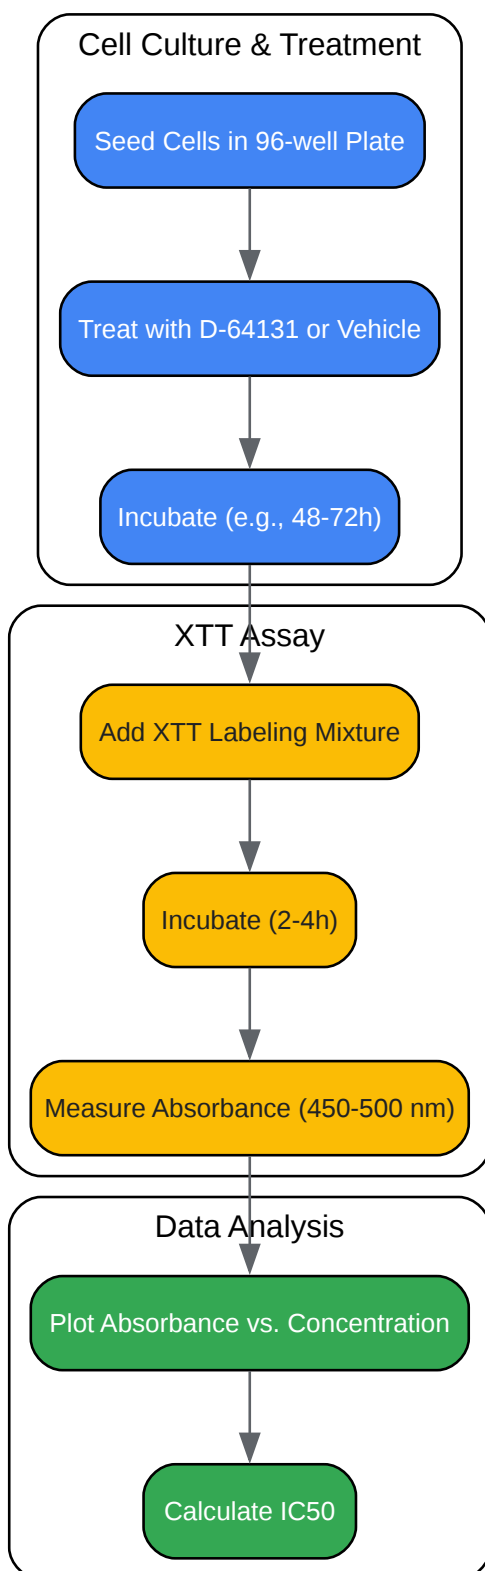 Cell Culture & Treatment
Seed Cells in 96-well Plate
Treat with D-64131 or Vehicle
Incubate (e.g., 48-72h)
XTT Assay
Add XTT Labeling Mixture
Incubate (2-4h)
Measure Absorbance (450-500 nm)
Data Analysis
Plot Absorbance vs. Concentration
Calculate IC50